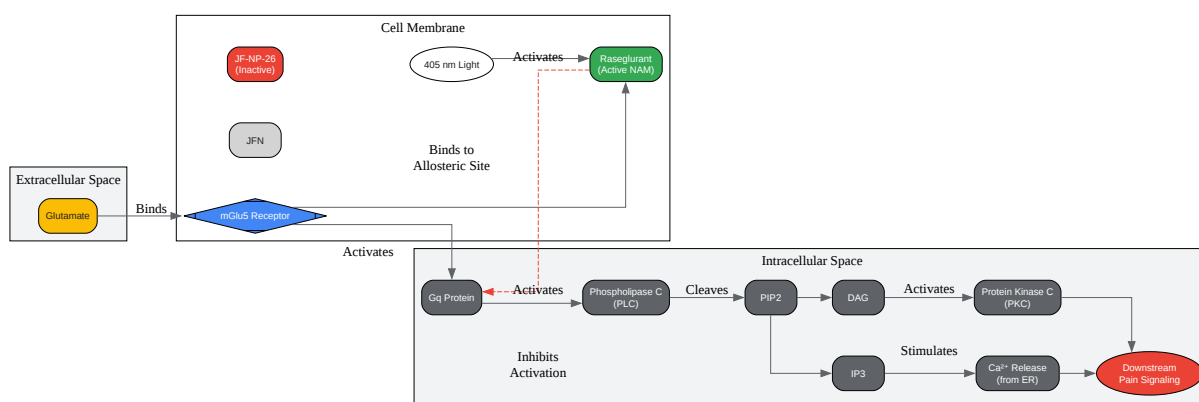 Cell Membrane
JF-NP-26
(Inactive)
405 nm Light
Activates
Raseglurant
(Active NAM)
JFN
Binds to
Allosteric Site
Extracellular Space
Glutamate
Binds
mGlu5 Receptor
Activates
Intracellular Space
Gq Protein
Activates
Phospholipase C
(PLC)
Cleaves
PIP2
DAG
Activates
Protein Kinase C
(PKC)
Inhibits
Activation
IP3
Stimulates
Ca²⁺ Release
(from ER)
Downstream
Pain Signaling